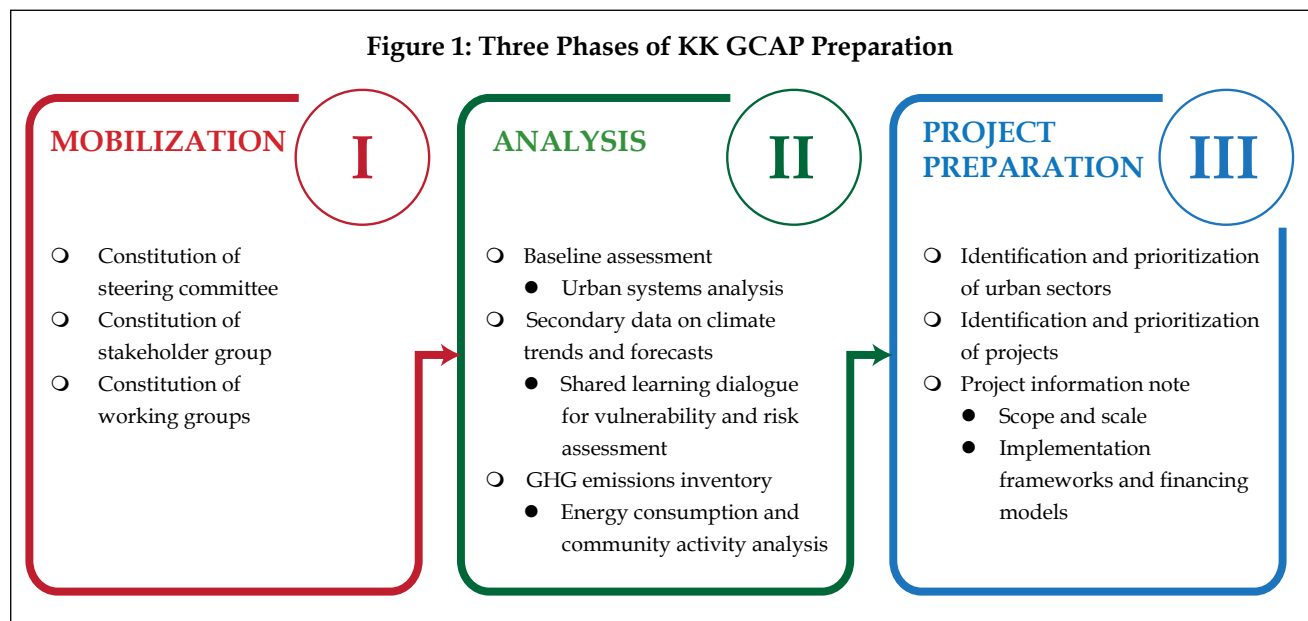 Figure 1: Three Phases of KK GCAP Preparation
MOBILIZATION
I
❍ Constitution of
steering committee
❍ Constitution of
stakeholder group
❍ Constitution of
working groups
ANALYSIS
II
❍ Baseline assessment
● Urban systems analysis
❍ Secondary data on climate
trends and forecasts
● Shared learning dialogue
for vulnerability and risk
assessment
❍ GHG emissions inventory
● Energy consumption and
community activity analysis
PROJECT
PREPARATION
III
❍ Identification and prioritization
of urban sectors
❍ Identification and prioritization
of projects
❍ Project information note
● Scope and scale
● Implementation
frameworks and financing
models